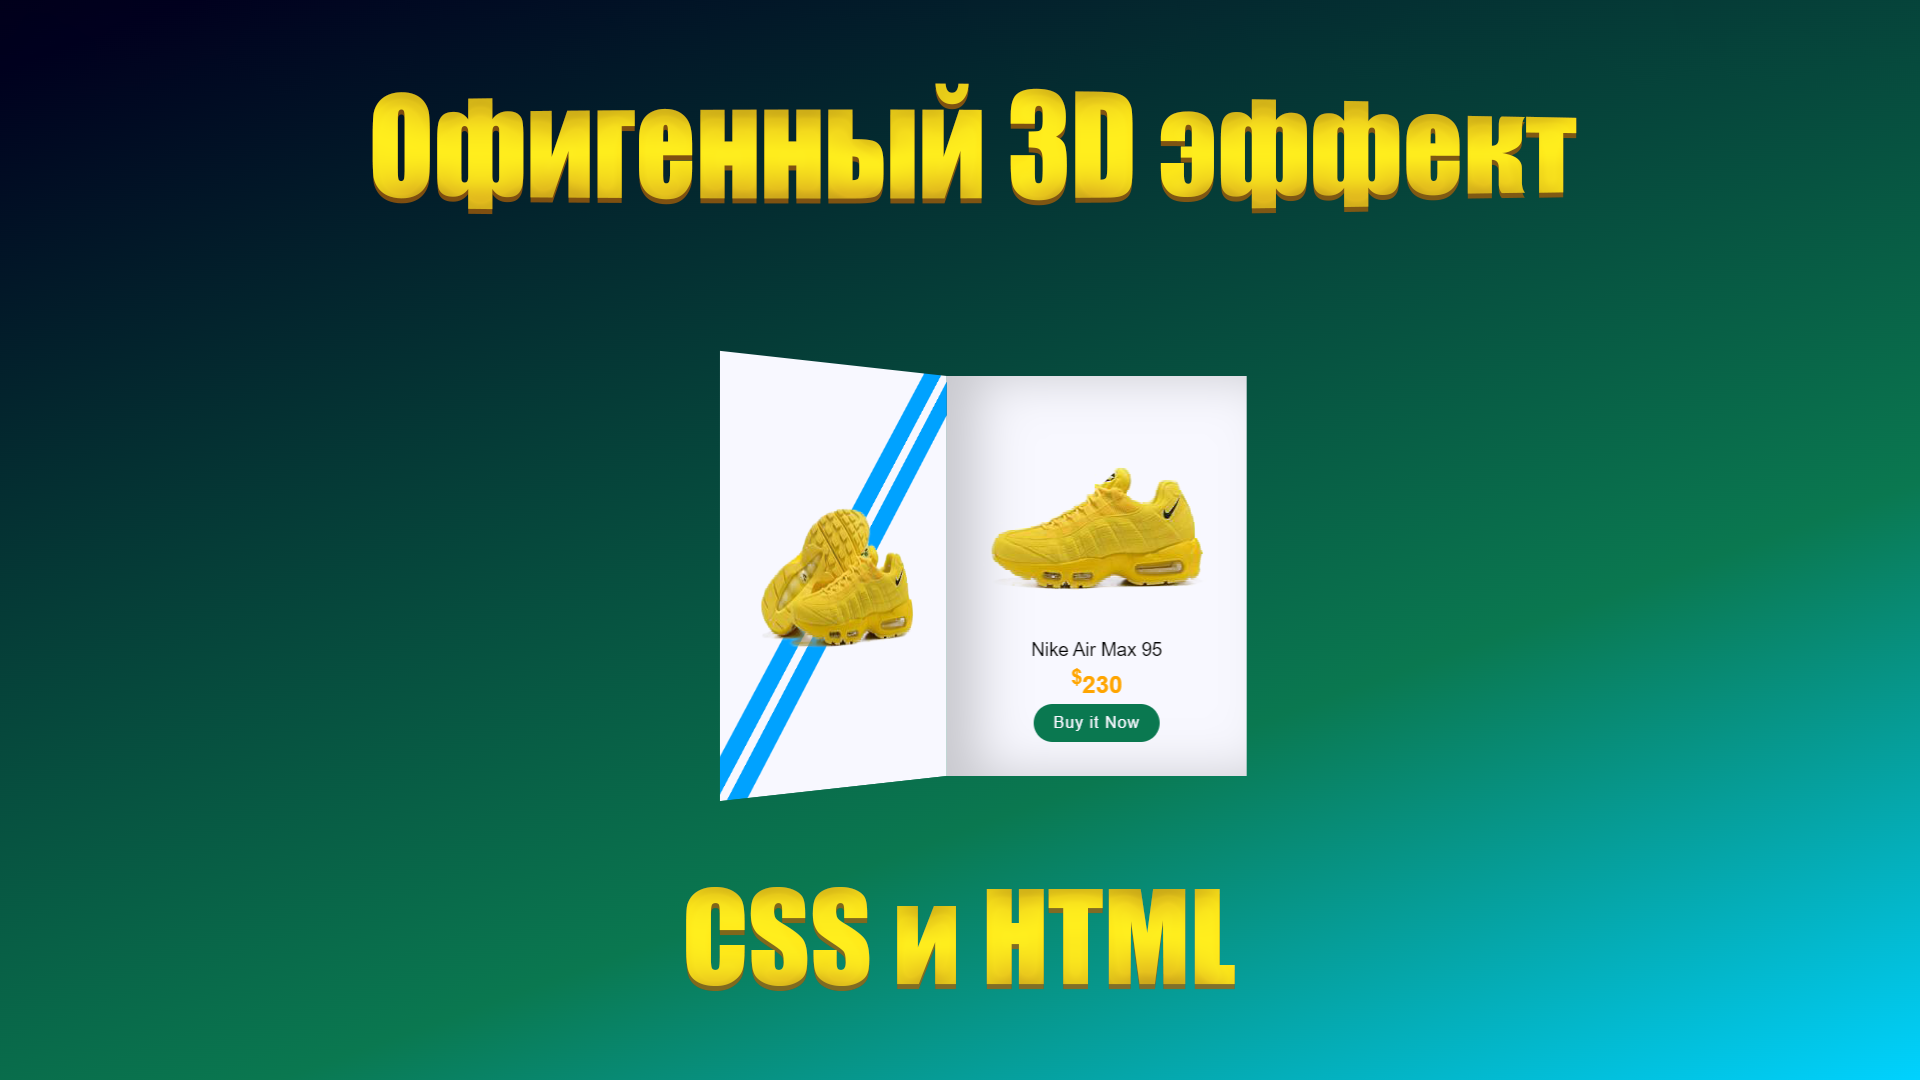 Офигенный 3D эффект
Nike Air Max 95
$230
Buy it Now
CSS и HTML